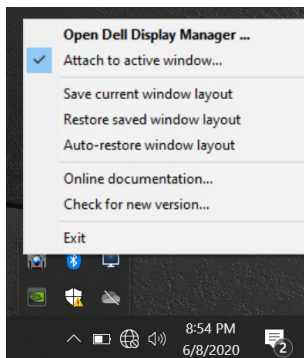 Open Dell Display Manager ...
Attach to active window...
Save current window layout
Restore saved window layout
Auto-restore window layout
Online documentation...
Check for new version...
Exit
8:54 PM
6/8/2020
2